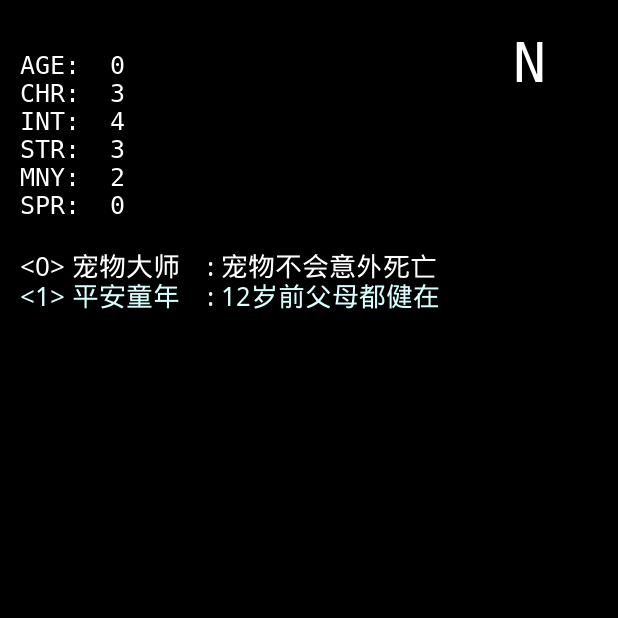 N
AGE: 0
CHR: 3
INT: 4
STR: 3
MNY: 2
SPR: 0
<0> 宠物大师 : 宠物不会意外死亡
<1> 平安童年 : 12岁前父母都健在